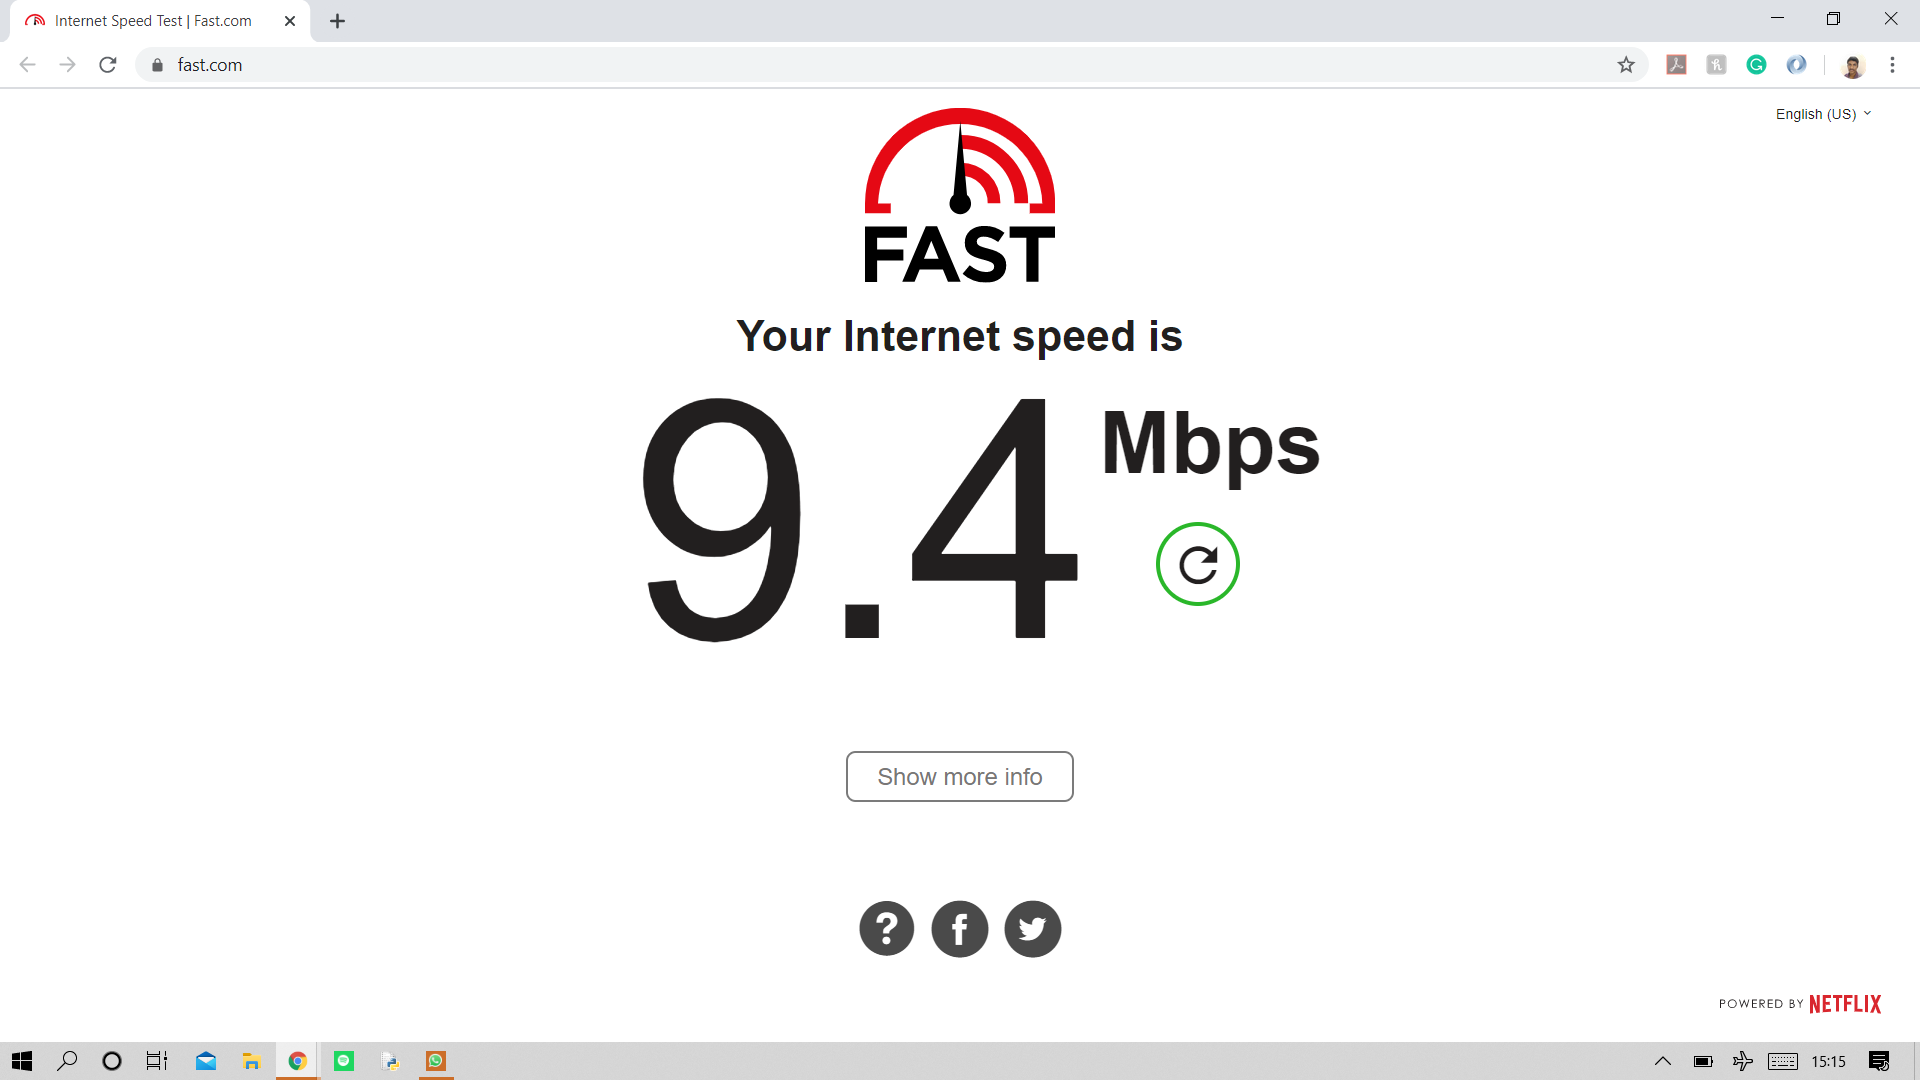 Internet Speed Test | Fast.com
fast.com
English (US)
FAST
Your Internet speed is
9.4 Mbps
Show more info
POWERED BY NETFLIX
15:15